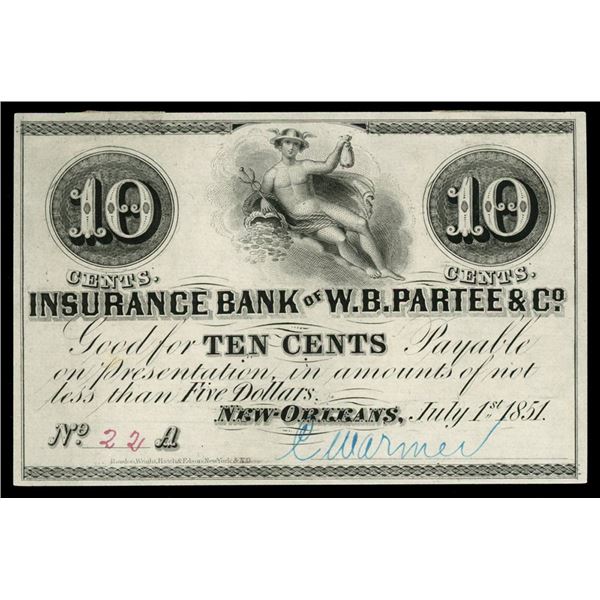 10 10
CENTS. CENTS.
INSURANCE BANK OF W.B. PARTEE & Cº
Good for TEN CENTS Payable
on presentation, in amounts of not
less than Five Dollars.
NEW-ORLEANS, July 1st 1851.
Nº 22 A
Rawdon, Wright, Hatch & Edson, New York & N.O.